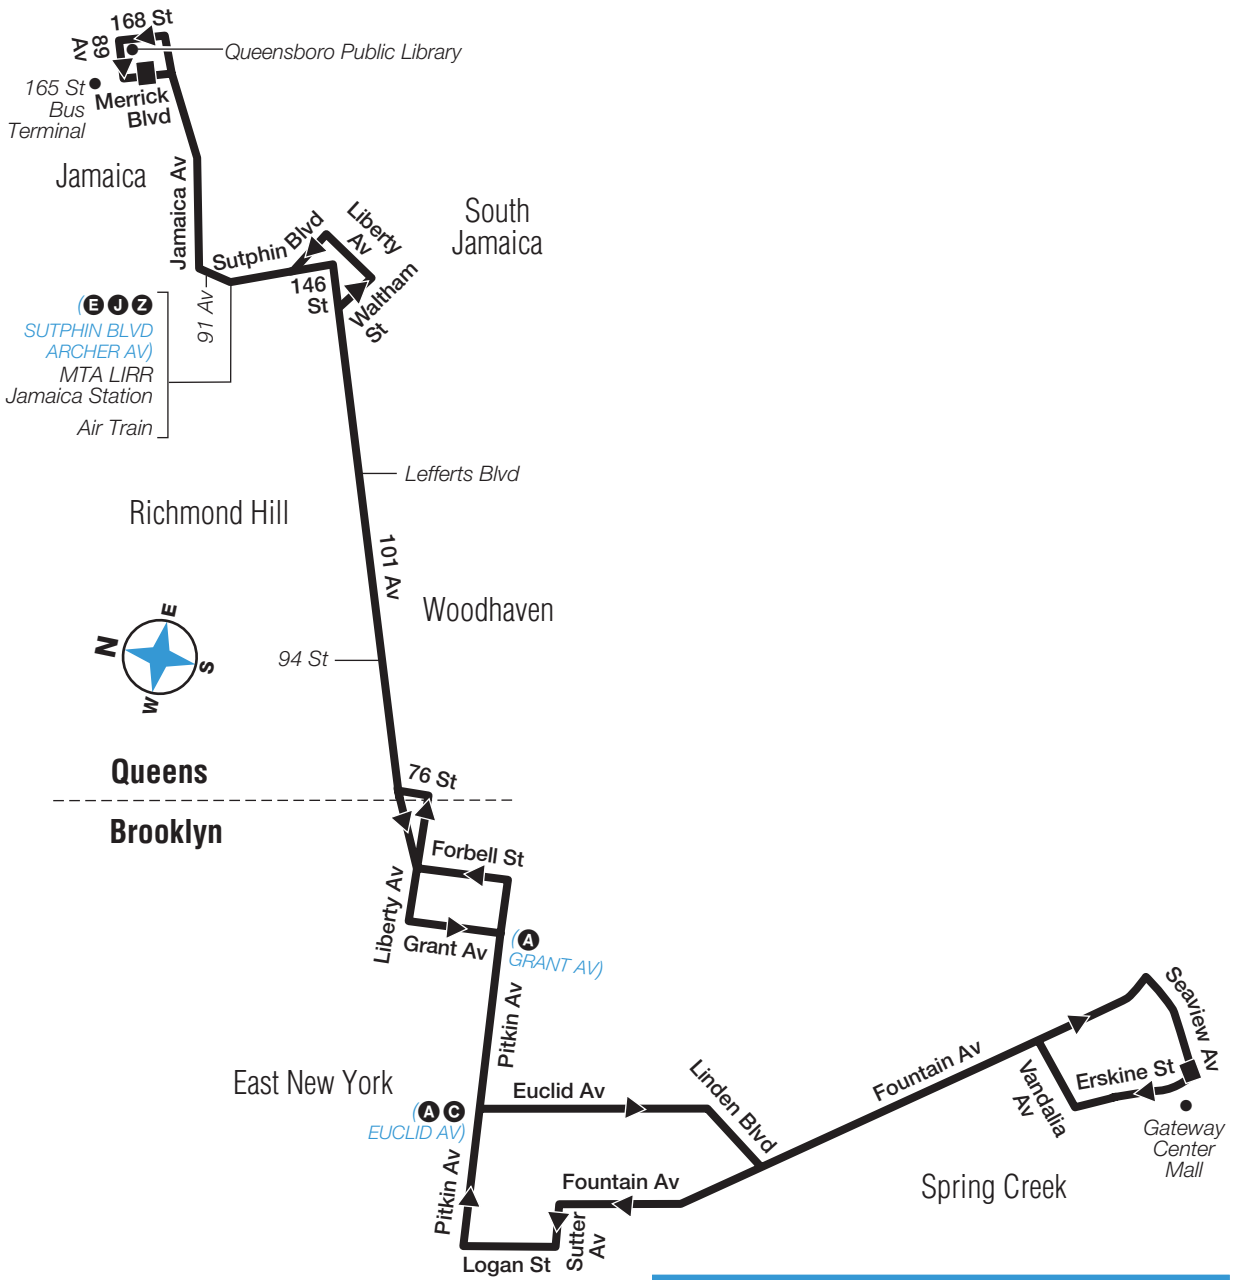 168 St
89
Av
Queensboro Public Library
165 St
Bus
Terminal
Merrick
Blvd
Jamaica
Jamaica Av
South
Jamaica
Sutphin Blvd
Liberty
Av
146
St
Waltham
St
91 Av
(E J Z
SUTPHIN BLVD
ARCHER AV)
MTA LIRR
Jamaica Station
Air Train
Lefferts Blvd
Richmond Hill
101 Av
Woodhaven
94 St
N
E
S
W
Queens
76 St
Brooklyn
Forbell St
Liberty Av
Grant Av
(A
GRANT AV)
Pitkin Av
East New York
Euclid Av
(A C
EUCLID AV)
Linden Blvd
Fountain Av
Seaview Av
Erskine St
Vandalia
Av
Gateway
Center
Mall
Spring Creek
Pitkin Av
Fountain Av
Sutter
Av
Logan St